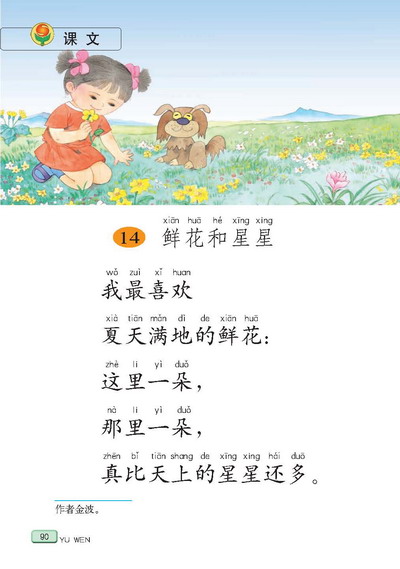 课文
xiān huā hé xīng xing
14 鲜花和星星
wǒ zuì xǐ huan
我最喜欢
xià tiān mǎn dì de xiān huā
夏天满地的鲜花：
zhè lǐ yì duǒ
这里一朵，
nà lǐ yì duǒ
那里一朵，
zhēn bǐ tiān shang de xīng xing hái duō
真比天上的星星还多。
作者金波。
90 YU WEN